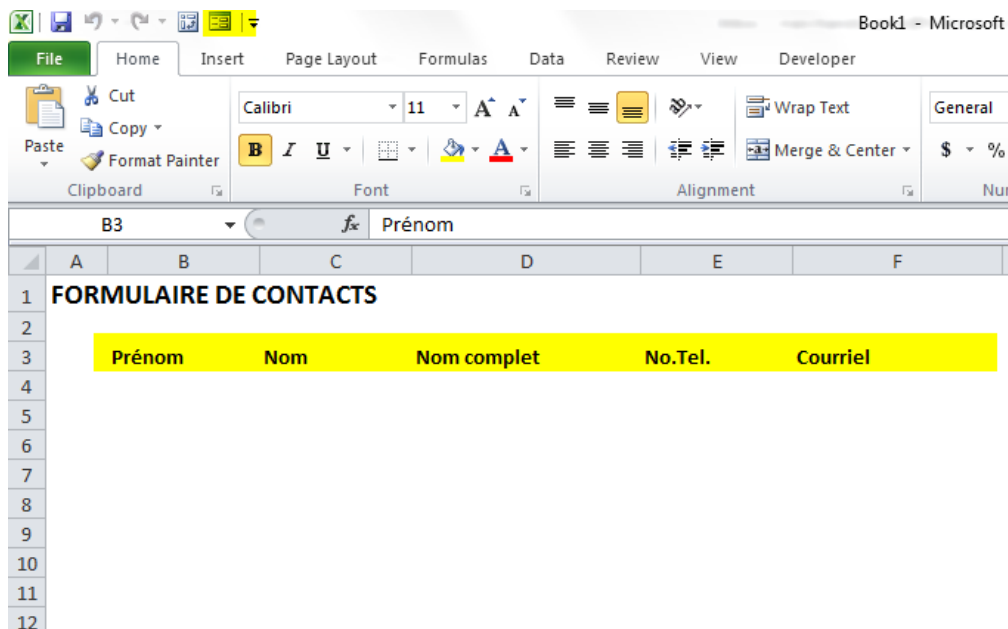 Book1 - Microsoft
File Home Insert Page Layout Formulas Data Review View Developer
Cut
Calibri 11 A A Wrap Text General
Copy
Paste
Format Painter B I U A Merge & Center $ %
Clipboard Font Alignment Nu
B3 fx Prénom
A B C D E F
1 FORMULAIRE DE CONTACTS
2
3 Prénom Nom Nom complet No.Tel. Courriel
4
5
6
7
8
9
10
11
12